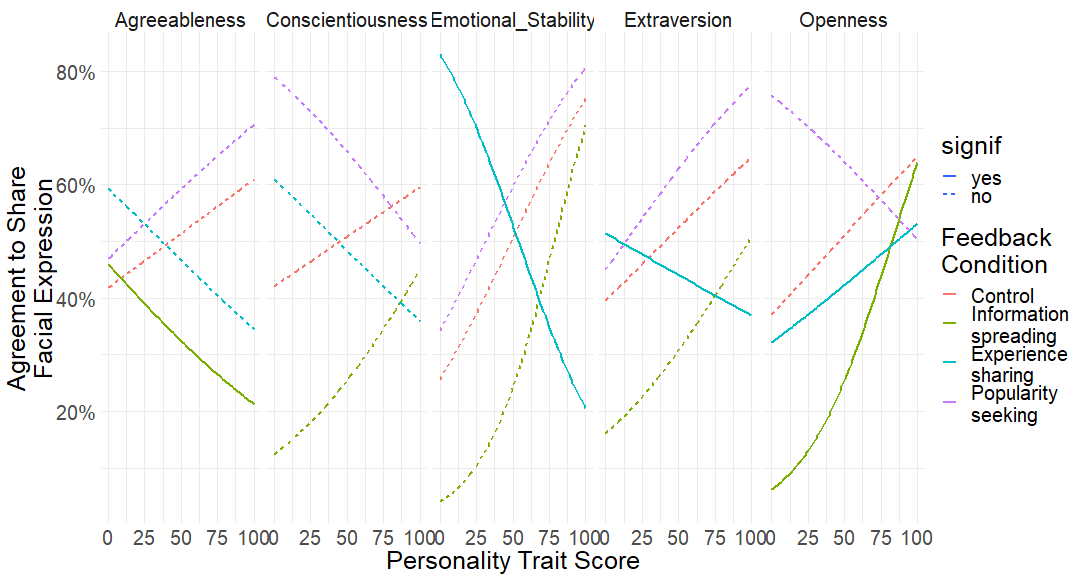 Agreeableness Conscientiousness Emotional_Stability Extraversion Openness
80%
60%
40%
20%
Agreement to Share
Facial Expression
0 25 50 75 100 0 25 50 75 100 0 25 50 75 100 0 25 50 75 100 0 25 50 75 100
Personality Trait Score
signif
yes
no
Feedback
Condition
Control
Information
spreading
Experience
sharing
Popularity
seeking